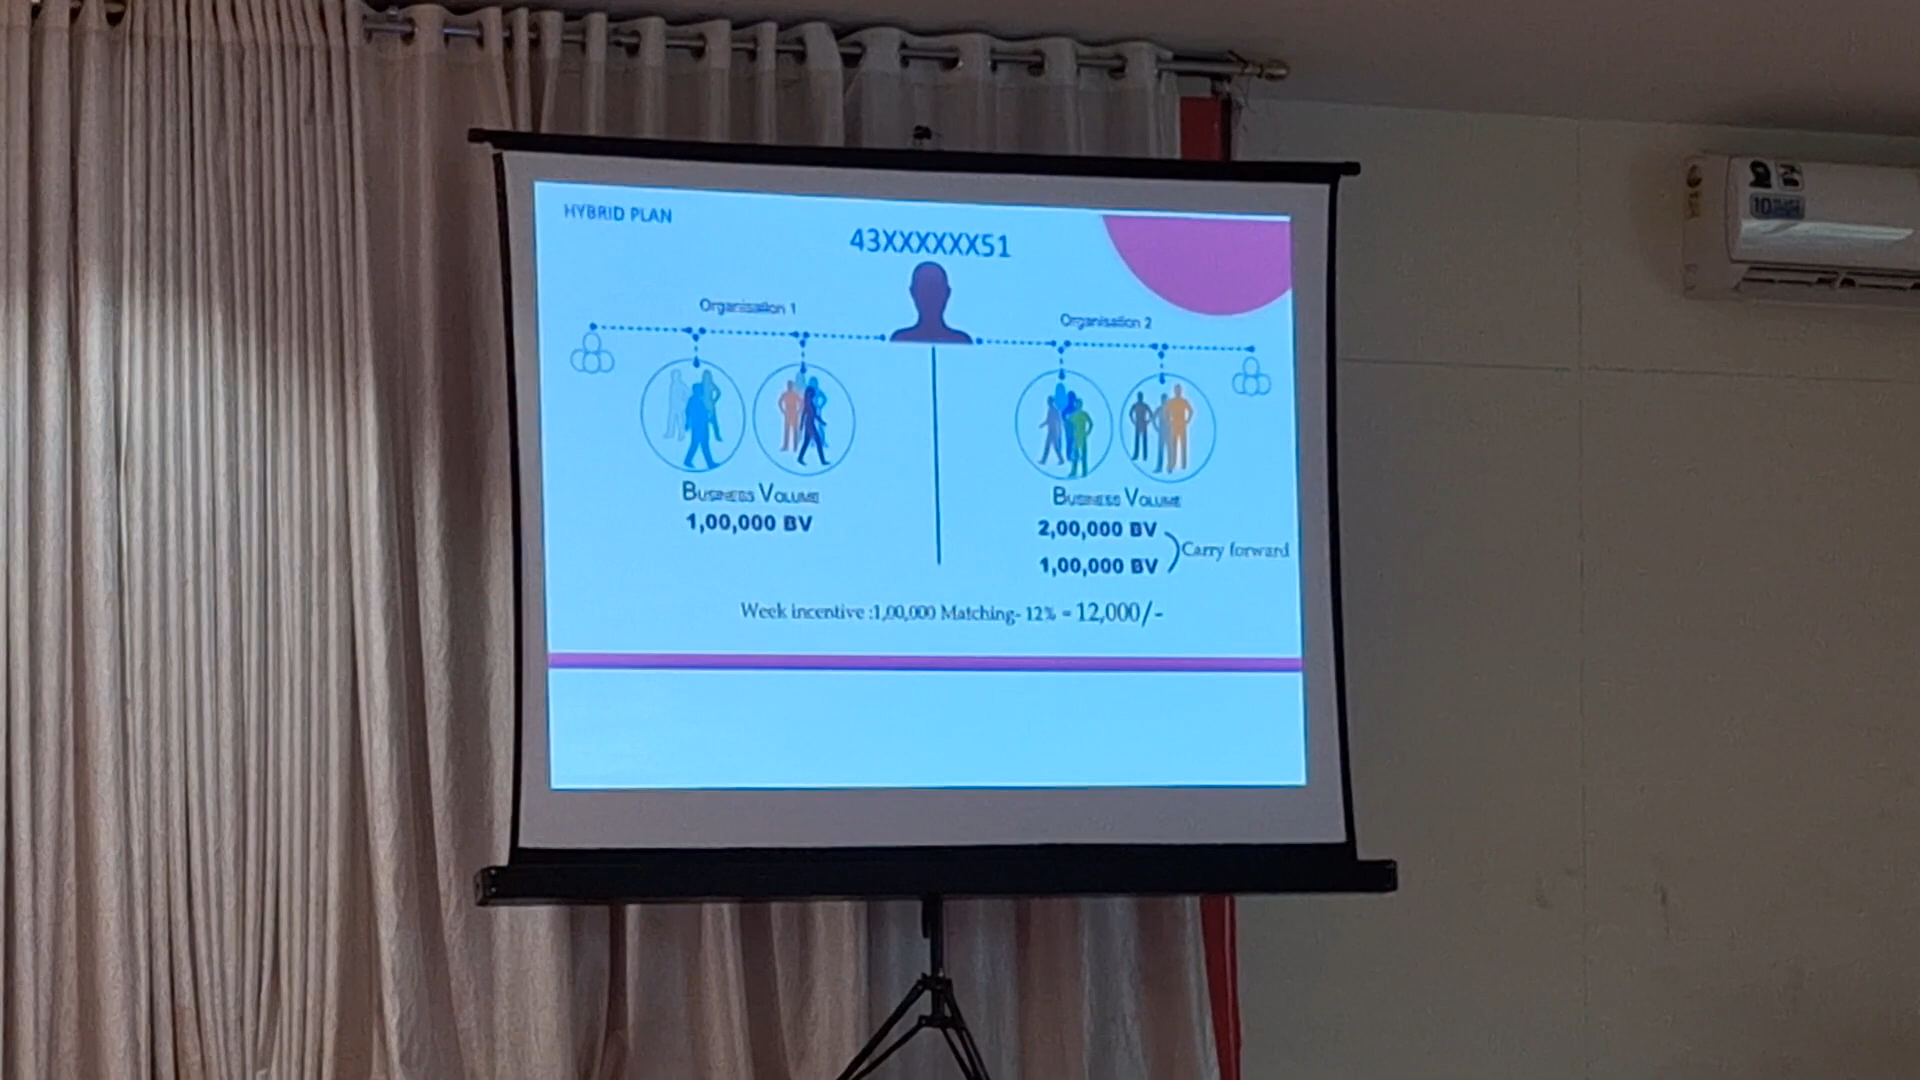 HYBRID PLAN
43XXXXXX51
Organisation 1
Organisation 2
BUSINESS VOLUME
1,00,000 BV
BUSINESS VOLUME
2,00,000 BV
1,00,000 BV
Carry forward
Week incentive :1,00,000 Matching- 12% = 12,000/-
10